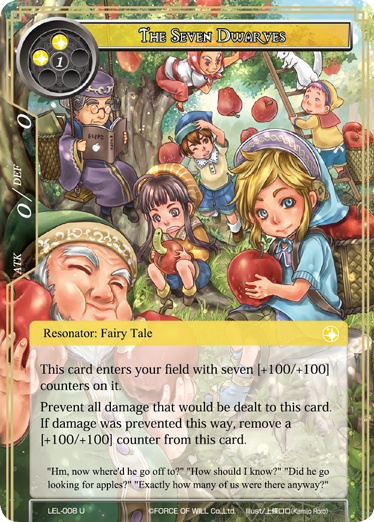 The Seven Dwarves
1
ATK 0 / DEF 0
Resonator: Fairy Tale
This card enters your field with seven [+100/+100]
counters on it.
Prevent all damage that would be dealt to this card.
If damage was prevented this way, remove a
[+100/+100] counter from this card.
"Hm, now where'd he go off to?" "How should I know?" "Did he go
looking for apples?" "Exactly how many of us were there anyway?"
LEL-008 U ©FORCE OF WILL Co.,Ltd.